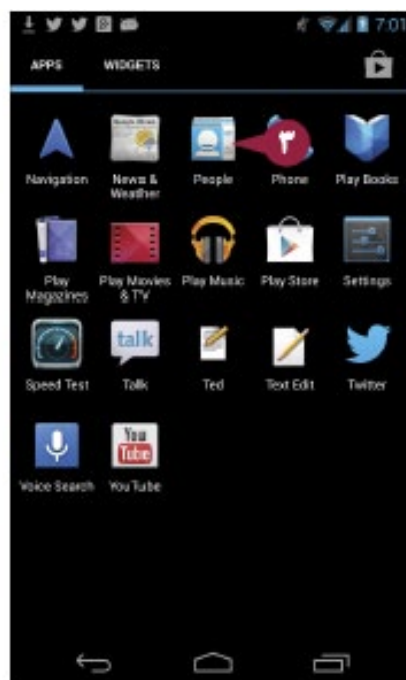 7:01
APPS WIDGETS
Navigation News & Weather People ٣ Phone Play Books
Play Magazines Play Movies & TV Play Music Play Store Settings
talk
Speed Test Talk Ted Text Edit Twitter
You Tube
Voice Search YouTube